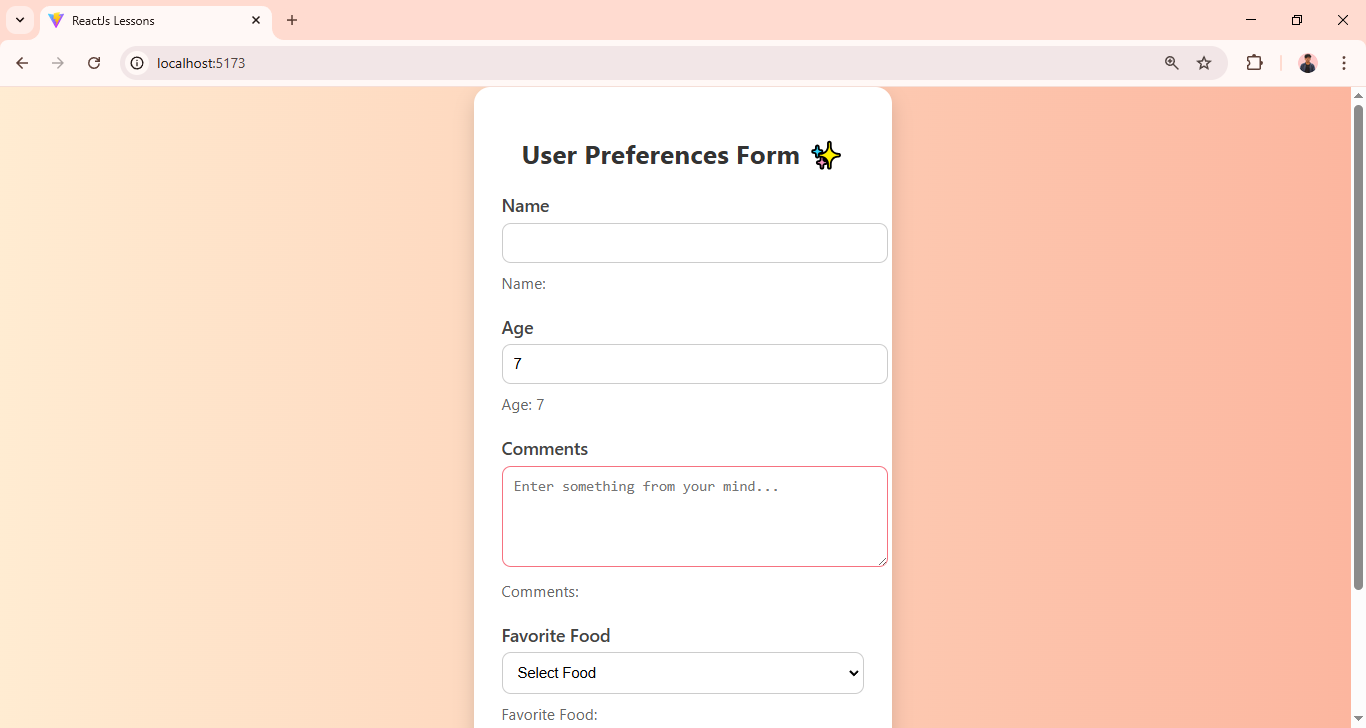 ReactJs Lessons
localhost:5173
User Preferences Form ✨
Name
Name:
Age
7
Age: 7
Comments
Enter something from your mind...
Comments:
Favorite Food
Select Food
Favorite Food: